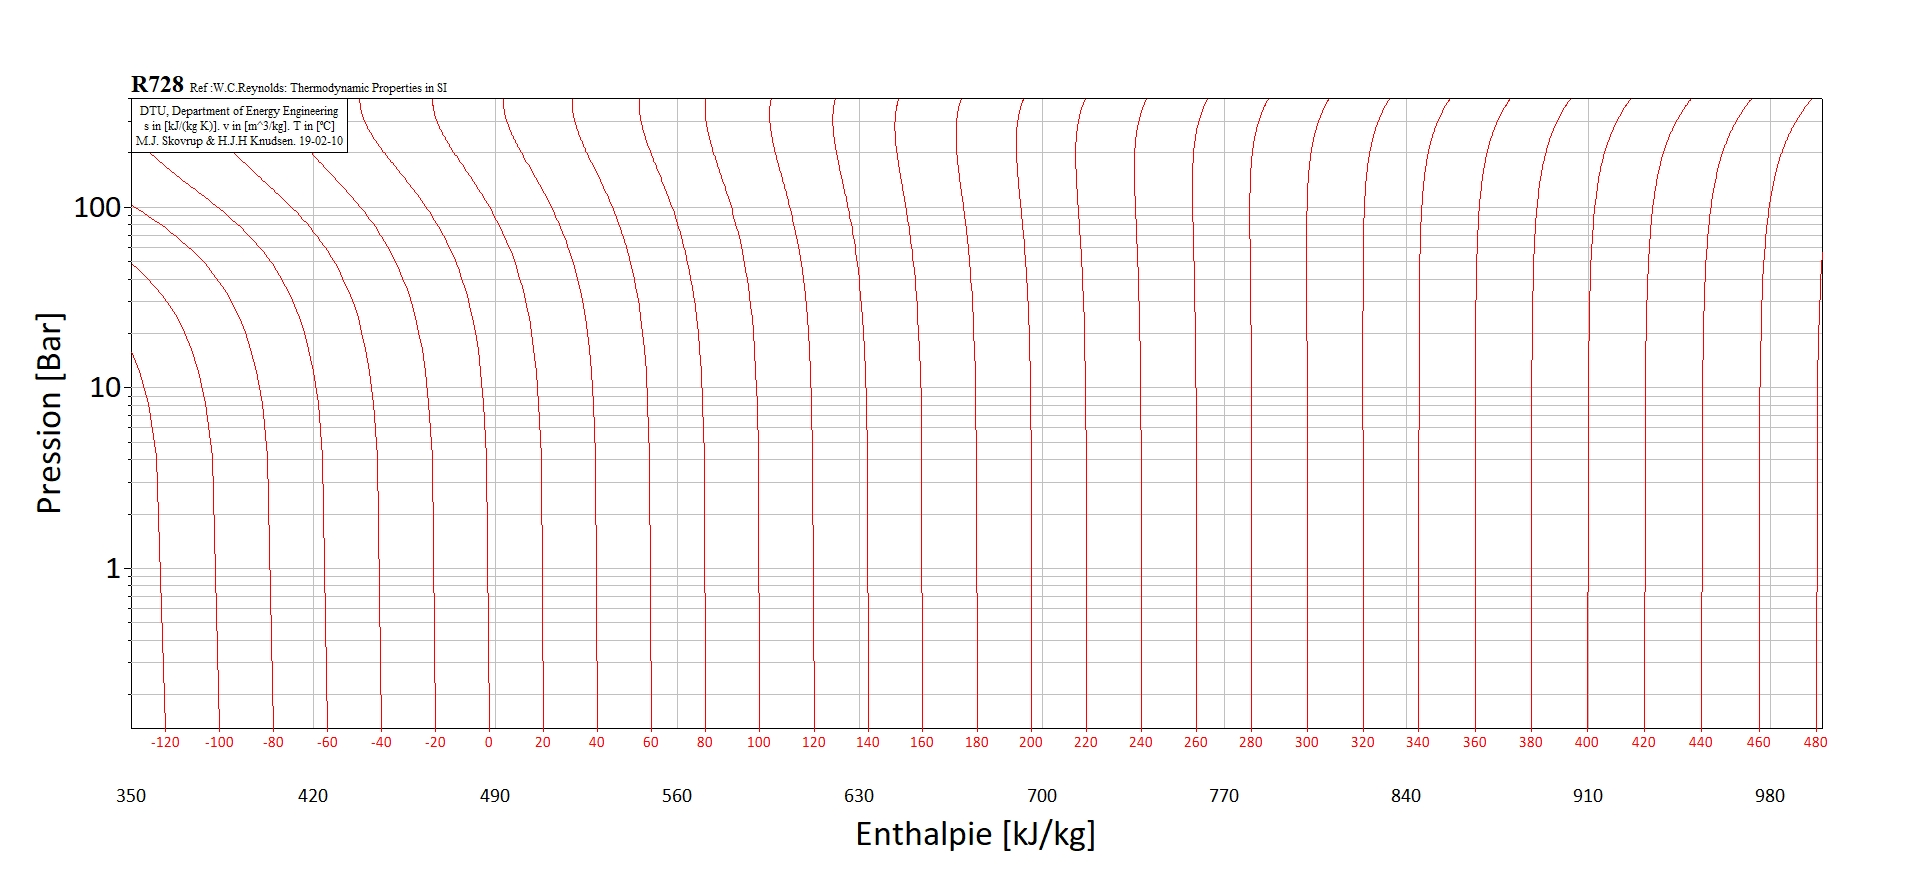 R728 Ref :W.C.Reynolds: Thermodynamic Properties in SI
DTU, Department of Energy Engineering
s in [kJ/(kg K)]. v in [m^3/kg]. T in [ºC]
M.J. Skovrup & H.J.H Knudsen. 19-02-10
100
10
1
Pression [Bar]
-120 -100 -80 -60 -40 -20 0 20 40 60 80 100 120 140 160 180 200 220 240 260 280 300 320 340 360 380 400 420 440 460 480
350 420 490 560 630 700 770 840 910 980
Enthalpie [kJ/kg]